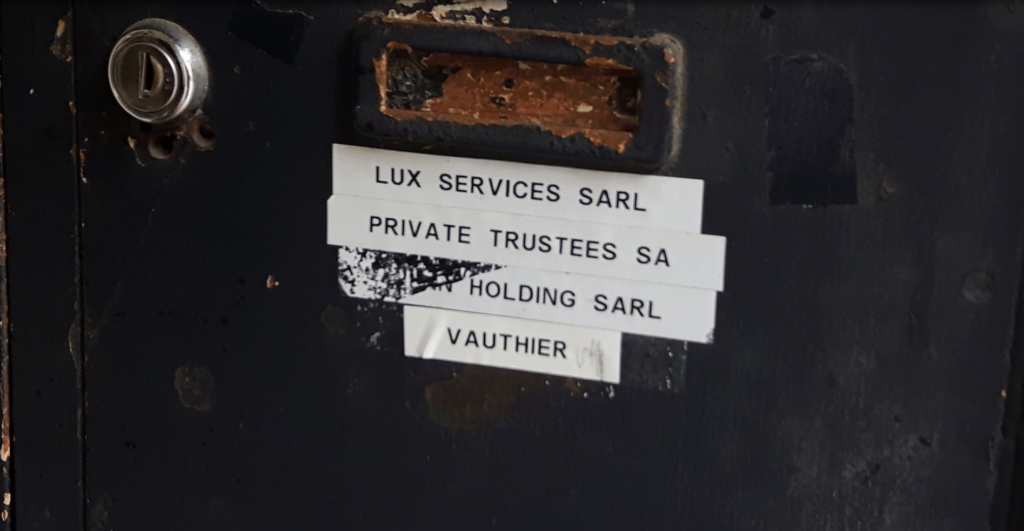 LUX SERVICES SARL
PRIVATE TRUSTEES SA
HOLDING SARL
VAUTHIER